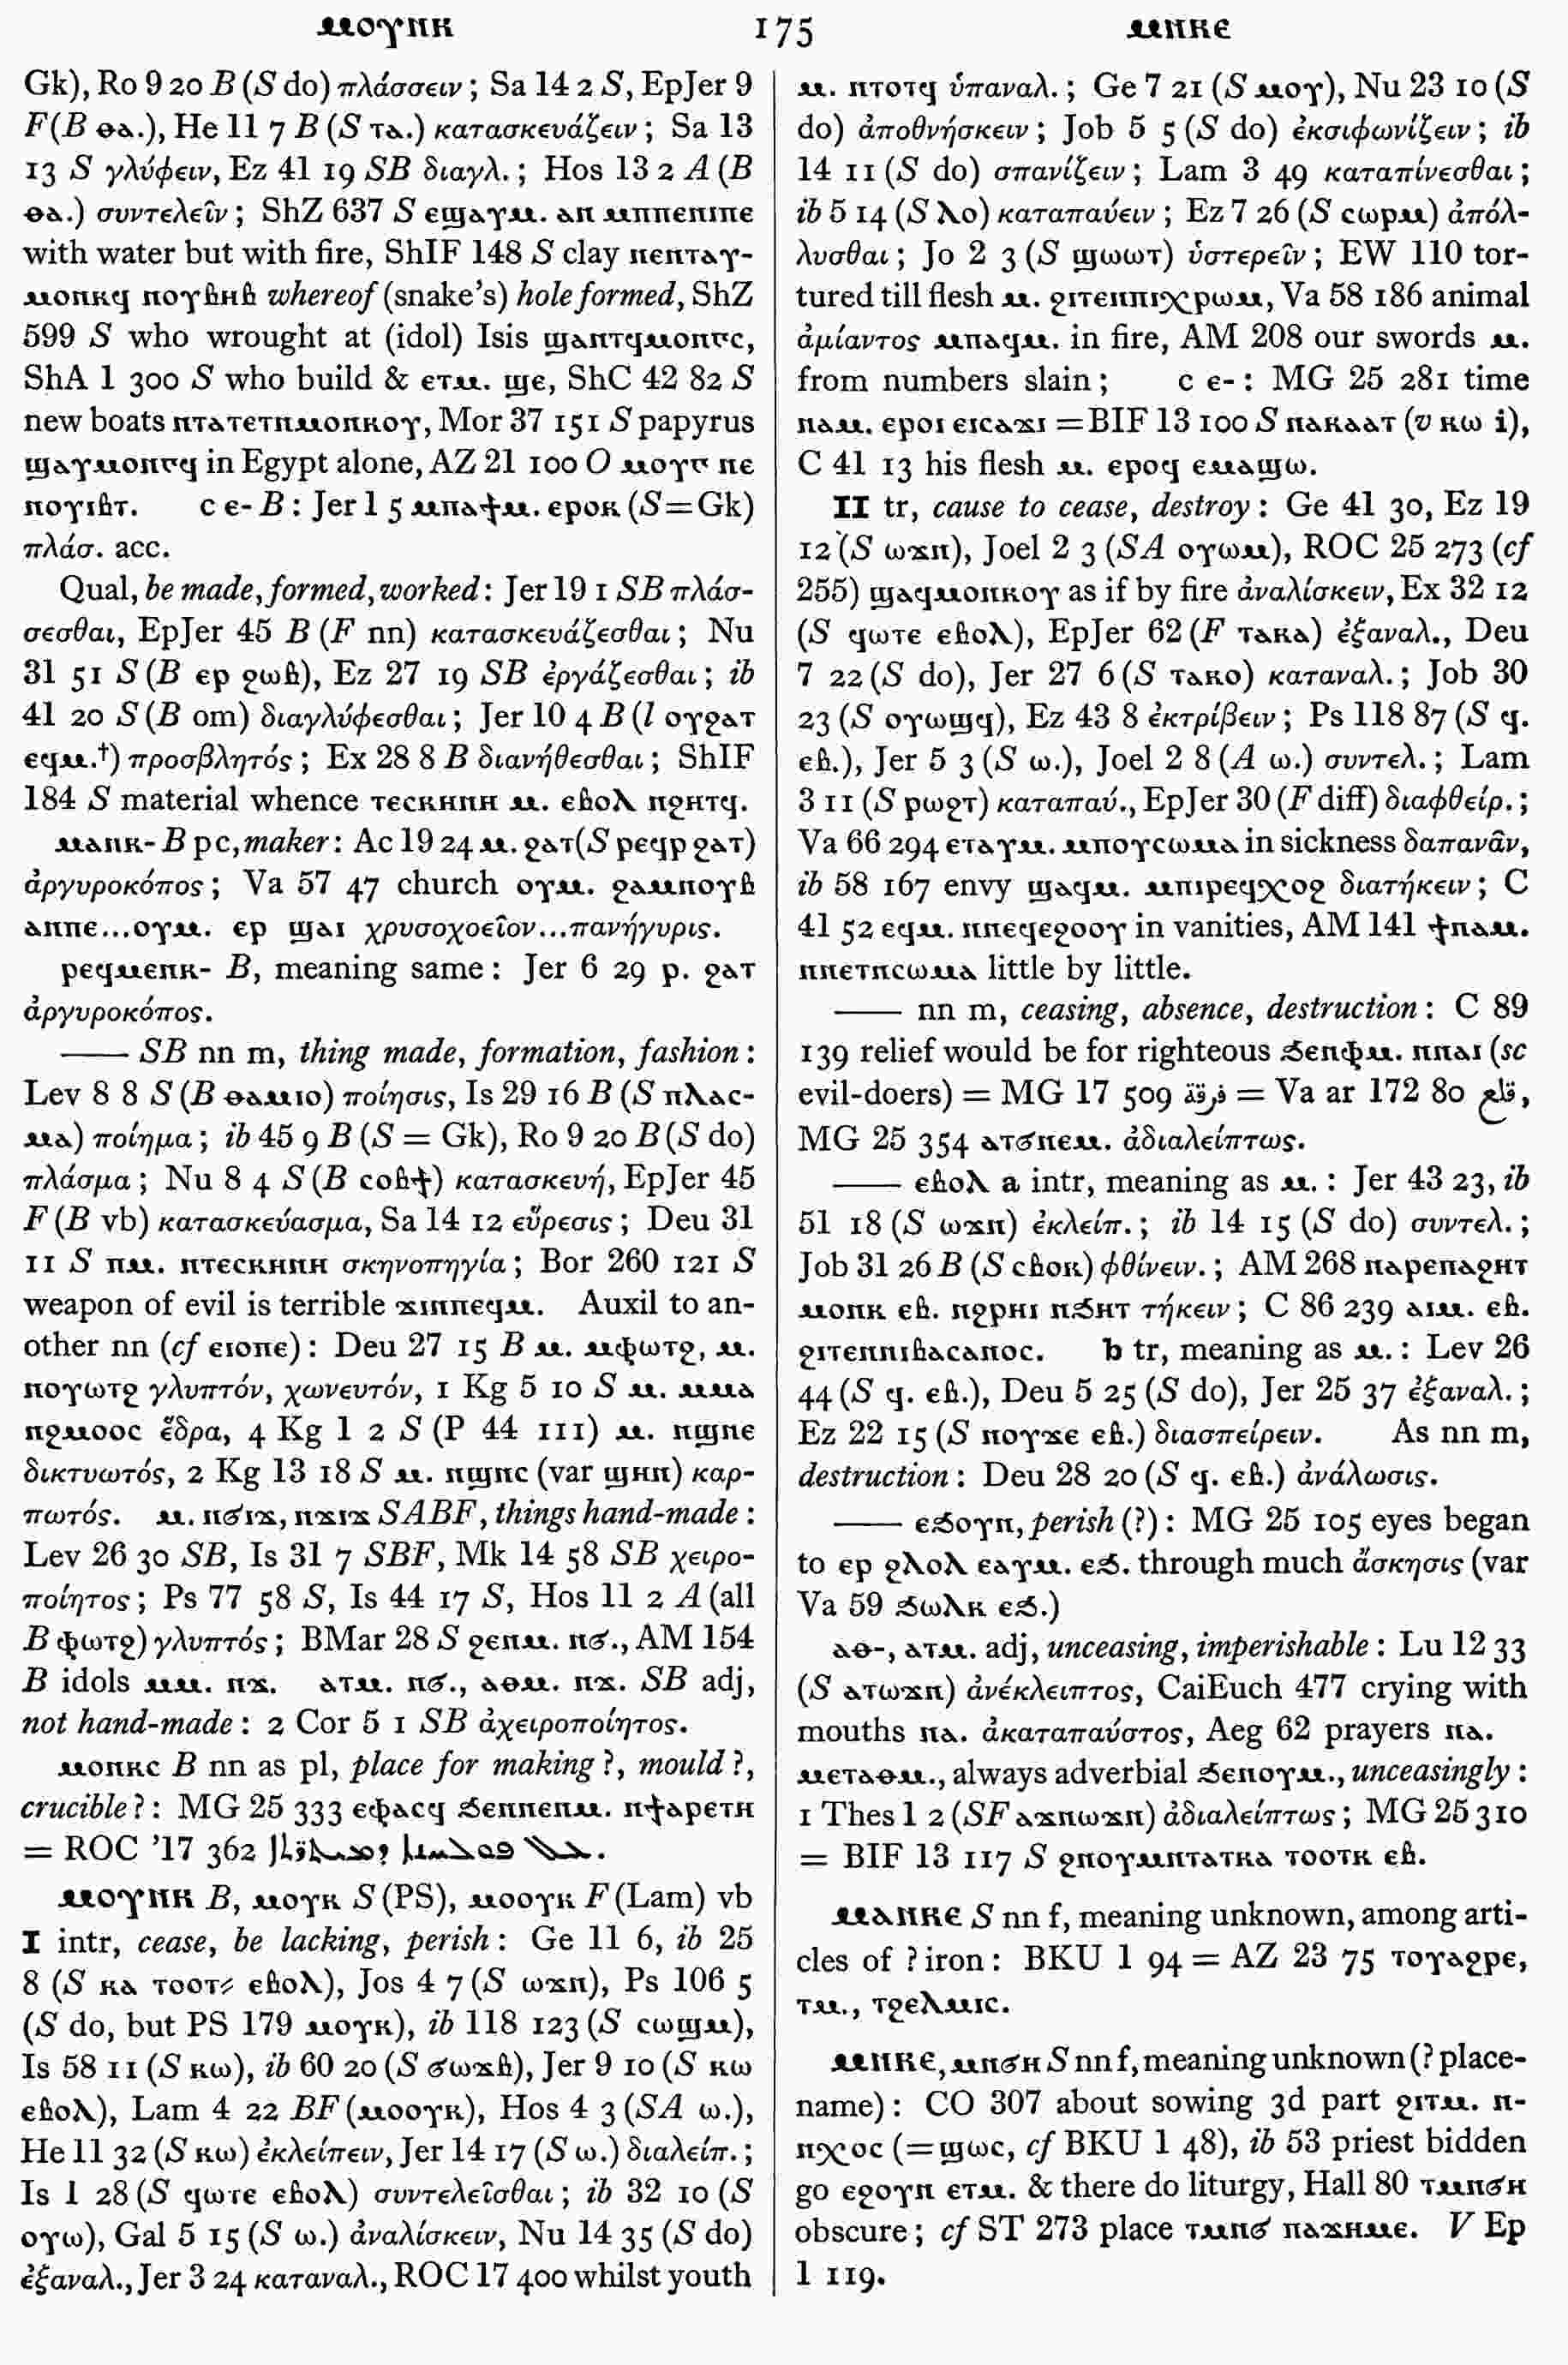 ⲙⲟⲩⲛⲕ 175 ⲙⲛⲕⲉ
Gk), Ro 9 20 B (S do) πλάσσειν; Sa 14 2 S, EpJer 9
F (B ⲑⲁ.), He 11 7 B (S ⲧⲁ.) κατασκευάζειν; Sa 13
13 S γλύφειν, Ez 41 19 SB διαγλ.; Hos 13 2 A (B
ⲑⲁ.) συντελεῖν; ShZ 637 S ⲉϣⲁⲩⲙ. ⲁⲛ ⲙⲡⲡⲉⲛⲓⲡⲉ
with water but with fire, ShIF 148 S clay ⲡⲉⲛⲧⲁⲩ-
ⲙⲟⲛⲕϥ ⲛⲟⲩⲃⲏⲃ whereof (snake's) hole formed, ShZ
599 S who wrought at (idol) Isis ϣⲁⲛⲧϥⲙⲟⲛⲅⲥ,
ShA 1 300 S who build & ⲉⲧⲙ. ϣⲉ, ShC 42 82 S
new boats ⲛⲧⲁⲧⲉⲧⲛⲙⲟⲛⲕⲟⲩ, Mor 37 151 S papyrus
ϣⲁⲩⲙⲟⲛⲅϥ in Egypt alone, AZ 21 100 O ⲙⲟⲩⲅ ⲡⲉ
ⲡⲟⲩⲓⲃⲧ. c ⲉ- B: Jer 1 5 ⲙⲡⲁϯⲙ. ⲉⲣⲟⲕ (S = Gk)
πλάσ. acc.
Qual, be made, formed, worked: Jer 19 1 SB πλάσ-
σεσθαι, EpJer 45 B (F nn) κατασκευάζεσθαι; Nu
31 51 S (B ⲉⲣ ϩⲱⲃ), Ez 27 19 SB ἐργάζεσθαι; ib
41 20 S (B om) διαγλύφεσθαι; Jer 10 4 B (l ⲟⲩϩⲁⲧ
ⲉϥⲙ.†) προσβλητός; Ex 28 8 B διανήθεσθαι; ShIF
184 S material whence ⲧⲉⲥⲕⲏⲛⲏ ⲙ. ⲉⲃⲟⲗ ⲛϩⲏⲧϥ.
ⲙⲁⲛⲕ- B p c, maker: Ac 19 24 ⲙ. ϩⲁⲧ (S ⲣⲉϥⲣ ϩⲁⲧ)
ἀργυροκόπος; Va 57 47 church ⲟⲩⲙ. ϩⲁⲙⲛⲟⲩⲃ
ⲁⲛⲡⲉ...ⲟⲩⲙ. ⲉⲣ ϣⲁⲓ χρυσοχοεῖον...πανήγυρις.
ⲣⲉϥⲙⲉⲛⲕ- B, meaning same: Jer 6 29 ⲣ. ϩⲁⲧ
ἀργυροκόπος.
—— SB nn m, thing made, formation, fashion:
Lev 8 8 S (B ⲑⲁⲙⲓⲟ) ποίησις, Is 29 16 B (S ⲡⲗⲁⲥ-
ⲙⲁ) ποίημα; ib 45 9 B (S = Gk), Ro 9 20 B (S do)
πλάσμα; Nu 8 4 S (B ⲥⲟⲃϯ) κατασκευή, EpJer 45
F (B vb) κατασκεύασμα, Sa 14 12 εὕρεσις; Deu 31
11 S ⲡⲙ. ⲛⲧⲉⲥⲕⲏⲛⲏ σκηνοπηγία; Bor 260 121 S
weapon of evil is terrible ϫⲓⲛⲡⲉϥⲙ. Auxil to an-
other nn (cf ⲉⲓⲟⲡⲉ): Deu 27 15 B ⲙ. ⲙⲫⲱⲧϩ, ⲙ.
ⲛⲟⲩⲱⲧϩ γλυπτόν, χωνευτόν, 1 Kg 5 10 S ⲙ. ⲙⲙⲁ
ⲛϩⲙⲟⲟⲥ ἕδρα, 4 Kg 1 2 S (P 44 111) ⲙ. ⲛϣⲛⲉ
δικτυωτός, 2 Kg 13 18 S ⲙ. ⲛϣⲛⲥ (var ϣⲏⲛ) καρ-
πωτός. ⲙ. ⲛϭⲓϫ, ⲛϫⲓϫ SABF, things hand-made:
Lev 26 30 SB, Is 31 7 SBF, Mk 14 58 SB χειρο-
ποίητος; Ps 77 58 S, Is 44 17 S, Hos 11 2 A (all
B ⲫⲱⲧϩ) γλυπτός; BMar 28 S ϩⲉⲛⲙ. ⲛϭ., AM 154
B idols ⲙⲙ. ⲛϫ. ⲁⲧⲙ. ⲛϭ., ⲁⲑⲙ. ⲛϫ. SB adj,
not hand-made: 2 Cor 5 1 SB ἀχειροποίητος.
ⲙⲟⲛⲕⲥ B nn as pl, place for making?, mould?,
crucible?: MG 25 333 ⲉⲫⲁⲥϥ ϧⲉⲛⲛⲉⲛⲙ. ⲛϯⲁⲣⲉⲧⲏ
= ROC '17 362
ⲙⲟⲩⲛⲕ B, ⲙⲟⲩⲕ S (PS), ⲙⲟⲟⲩⲕ F (Lam) vb
I intr, cease, be lacking, perish: Ge 11 6, ib 25
8 (S ⲕⲁ ⲧⲟⲟⲧ⸗ ⲉⲃⲟⲗ), Jos 4 7 (S ⲱϫⲛ), Ps 106 5
(S do, but PS 179 ⲙⲟⲩⲕ), ib 118 123 (S ⲥⲱϣⲙ),
Is 58 11 (S ⲕⲱ), ib 60 20 (S ϭⲱϫⲃ), Jer 9 10 (S ⲕⲱ
ⲉⲃⲟⲗ), Lam 4 22 BF (ⲙⲟⲟⲩⲕ), Hos 4 3 (SA ⲱ.),
He 11 32 (S ⲕⲱ) ἐκλείπειν, Jer 14 17 (S ⲱ.) διαλείπ.;
Is 1 28 (S ϥⲱⲧⲉ ⲉⲃⲟⲗ) συντελεῖσθαι; ib 32 10 (S
ⲟⲩⲱ), Gal 5 15 (S ⲱ.) ἀναλίσκειν, Nu 14 35 (S do)
ἐξαναλ., Jer 3 24 καταναλ., ROC 17 400 whilst youth
ⲙ. ⲛⲧⲟⲧϥ ὑπαναλ.; Ge 7 21 (S ⲙⲟⲩ), Nu 23 10 (S
do) ἀποθνήσκειν; Job 5 5 (S do) ἐκσιφωνίζειν; ib
14 11 (S do) σπανίζειν; Lam 3 49 καταπίνεσθαι;
ib 5 14 (S ⲗⲟ) καταπαύειν; Ez 7 26 (S ⲥⲱⲣⲙ) ἀπόλ-
λυσθαι; Jo 2 3 (S ϣⲱⲱⲧ) ὑστερεῖν; EW 110 tor-
tured till flesh ⲙ. ϩⲓⲧⲉⲛⲡⲓⲭⲣⲱⲙ, Va 58 186 animal
ἀμίαντος ⲙⲡⲁϥⲙ. in fire, AM 208 our swords ⲙ.
from numbers slain; c ⲉ-: MG 25 281 time
ⲛⲁⲙ. ⲉⲣⲟⲓ ⲉⲓⲥⲁϫⲓ = BIF 13 100 S ⲛⲁⲕⲁⲁⲧ (v ⲕⲱ i),
C 41 13 his flesh ⲙ. ⲉⲣⲟϥ ⲉⲙⲁϣⲱ.
II tr, cause to cease, destroy: Ge 41 30, Ez 19
12 (S ⲱϫⲛ), Joel 2 3 (SA ⲟⲩⲱⲙ), ROC 25 273 (cf
255) ϣⲁϥⲙⲟⲛⲕⲟⲩ as if by fire ἀναλίσκειν, Ex 32 12
(S ϥⲱⲧⲉ ⲉⲃⲟⲗ), EpJer 62 (F ⲧⲁⲕⲁ) ἐξαναλ., Deu
7 22 (S do), Jer 27 6 (S ⲧⲁⲕⲟ) καταναλ.; Job 30
23 (S ⲟⲩⲱϣϥ), Ez 43 8 ἐκτρίβειν; Ps 118 87 (S ϥ.
ⲉⲃ.), Jer 5 3 (S ⲱ.), Joel 2 8 (A ⲱ.) συντελ.; Lam
3 11 (S ⲣⲱϩⲧ) καταπαύ., EpJer 30 (F diff) διαφθείρ.;
Va 66 294 ⲉⲧⲁⲩⲙ. ⲙⲡⲟⲩⲥⲱⲙⲁ in sickness δαπανᾶν,
ib 58 167 envy ϣⲁϥⲙ. ⲙⲡⲓⲣⲉϥⲭⲟϩ διατήκειν; C
41 52 ⲉϥⲙ. ⲛⲛⲉϥⲉϩⲟⲟⲩ in vanities, AM 141 ϯⲛⲁⲙ.
ⲛⲛⲉⲧⲛⲥⲱⲙⲁ little by little.
—— nn m, ceasing, absence, destruction: C 89
139 relief would be for righteous ϧⲉⲛⲫⲙ. ⲛⲛⲁⲓ (sc
evil-doers) = MG 17 509 = Va ar 172 80
MG 25 354 ⲁⲧϭⲛⲉⲙ. ἀδιαλείπτως.
—— ⲉⲃⲟⲗ a intr, meaning as ⲙ.: Jer 43 23, ib
51 18 (S ⲱϫⲛ) ἐκλείπ.; ib 14 15 (S do) συντελ.;
Job 31 26 B (S ⲥⲃⲟⲕ) φθίνειν.; AM 268 ⲛⲁⲣⲉⲡⲁϩⲏⲧ
ⲙⲟⲛⲕ ⲉⲃ. ⲛϩⲣⲏⲓ ⲛϧⲏⲧ τήκειν; C 86 239 ⲁⲓⲙ. ⲉⲃ.
ϩⲓⲧⲉⲛⲛⲓⲃⲁⲥⲁⲛⲟⲥ. b tr, meaning as ⲙ.: Lev 26
44 (S ϥ. ⲉⲃ.), Deu 5 25 (S do), Jer 25 37 ἐξαναλ.;
Ez 22 15 (S ⲛⲟⲩϫⲉ ⲉⲃ.) διασπείρειν. As nn m,
destruction: Deu 28 20 (S ϥ. ⲉⲃ.) ἀνάλωσις.
—— ⲉϧⲟⲩⲛ, perish (?): MG 25 105 eyes began
to ⲉⲣ ϩⲗⲟⲗ ⲉⲁⲩⲙ. ⲉϧ. through much ἄσκησις (var
Va 59 ϧⲱⲗⲕ ⲉϧ.)
ⲁⲑ-, ⲁⲧⲙ. adj, unceasing, imperishable: Lu 12 33
(S ⲁⲧⲱϫⲛ) ἀνέκλειπτος, CaiEuch 477 crying with
mouths ⲛⲁ. ἀκαταπαύστος, Aeg 62 prayers ⲛⲁ.
ⲙⲉⲧⲁⲑⲙ., always adverbial ϧⲉⲛⲟⲩⲙ., unceasingly:
1 Thes 1 2 (SF ⲁϫⲛⲱϫⲛ) ἀδιαλείπτως; MG 25 310
= BIF 13 117 S ϩⲛⲟⲩⲙⲛⲧⲁⲧⲕⲁ ⲧⲟⲟⲧⲕ ⲉⲃ.
ⲙⲁⲛⲕⲉ S nn f, meaning unknown, among arti-
cles of ? iron: BKU 1 94 = AZ 23 75 ⲧⲟⲩⲁϩⲣⲉ,
ⲧⲙ., ⲧϩⲉⲗⲙⲓⲥ.
ⲙⲛⲕⲉ, ⲙⲛϭⲏ S nn f, meaning unknown (? place-
name): CO 307 about sowing 3d part ϩⲓⲧⲙ. ⲛ-
ⲛⲭⲟⲥ (= ϣⲱⲥ, cf BKU 1 48), ib 53 priest bidden
go ⲉϩⲟⲩⲛ ⲉⲧⲙ. & there do liturgy, Hall 80 ⲧⲙⲛϭⲏ
obscure; cf ST 273 place ⲧⲙⲛϭ ⲡⲁϫⲏⲙⲉ. V Ep
1 119.